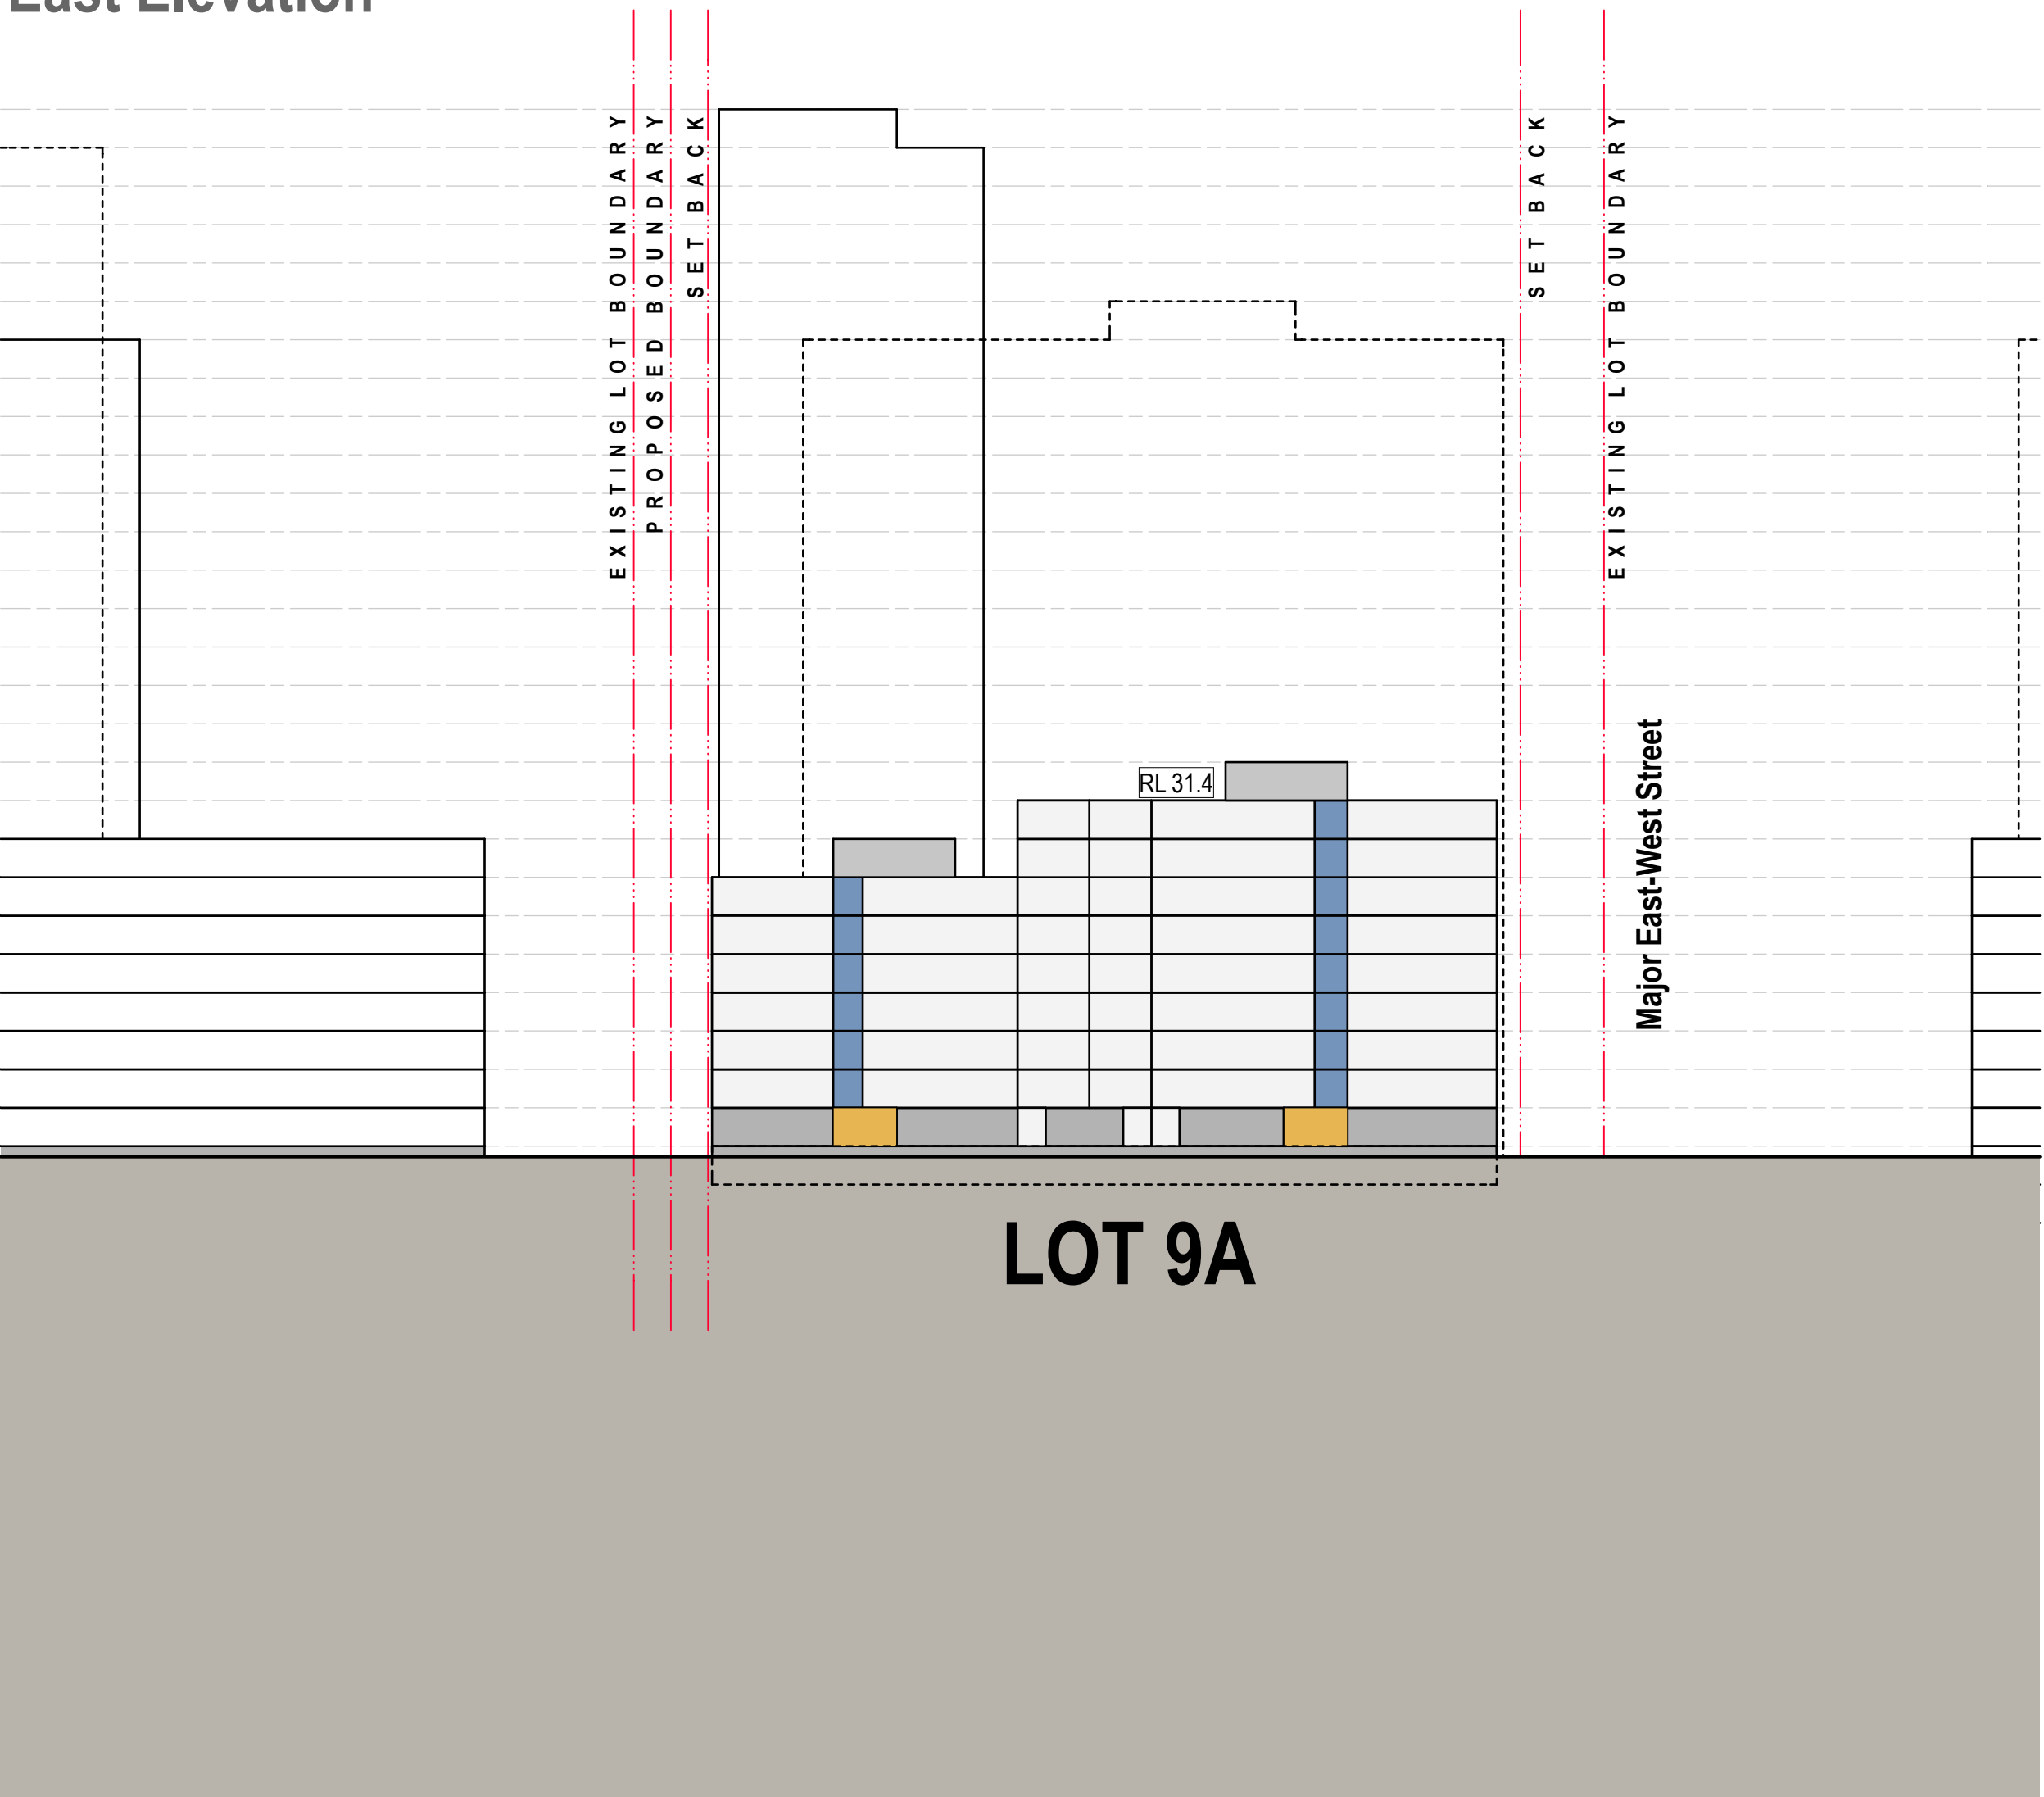 East Elevation
EXISTING LOT BOUNDARY
PROPOSED BOUNDARY
SET BACK
SET BACK
EXISTING LOT BOUNDARY
RL 31.4
Major East-West Street
LOT 9A